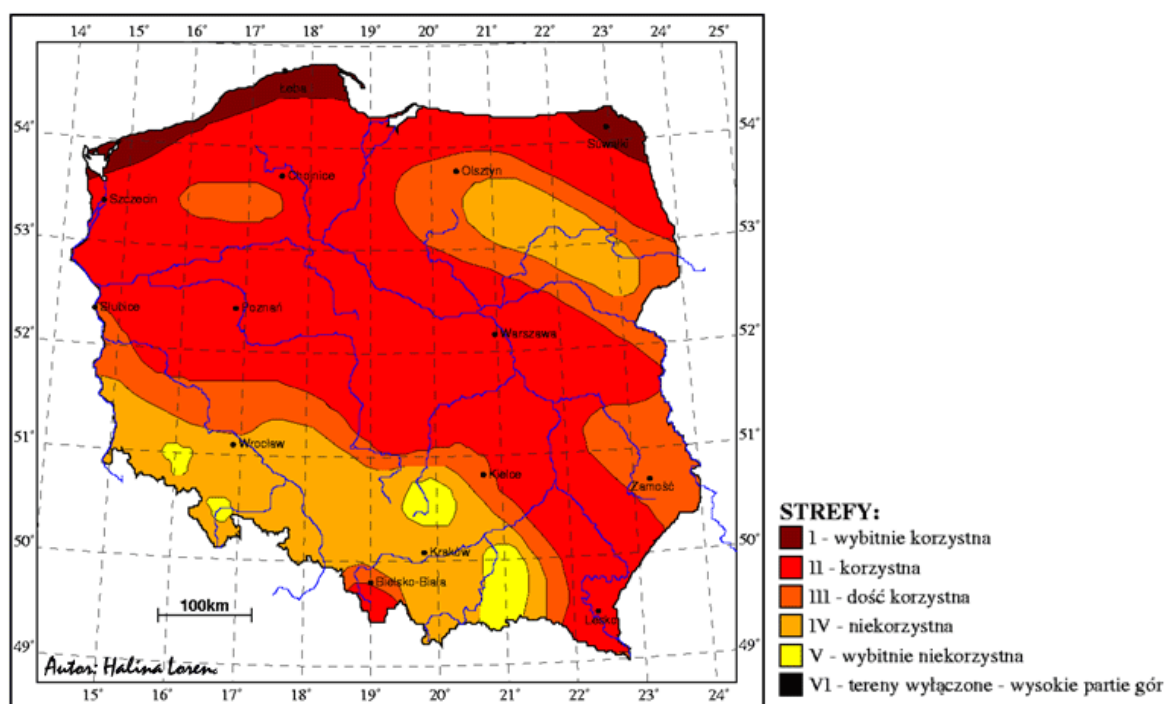 14° 15° 16° 17° 18° 19° 20° 21° 22° 23° 24° 25°
Łeba
54° 54°
Suwałki
Chojnice
Olsztyn
Szczecin
53° 53°
Słubice
Poznań
Warszawa
52° 52°
51° 51°
Wrocław
Kielce
Zamość
50° 50°
Kraków
Bielsko-Biała
100km
Lesko
49° 49°
Autor: Halina Lorenc
15° 16° 17° 18° 19° 20° 21° 22° 23° 24°
STREFY:
I - wybitnie korzystna
II - korzystna
III - dość korzystna
IV - niekorzystna
V - wybitnie niekorzystna
VI - tereny wyłączone - wysokie partie gór